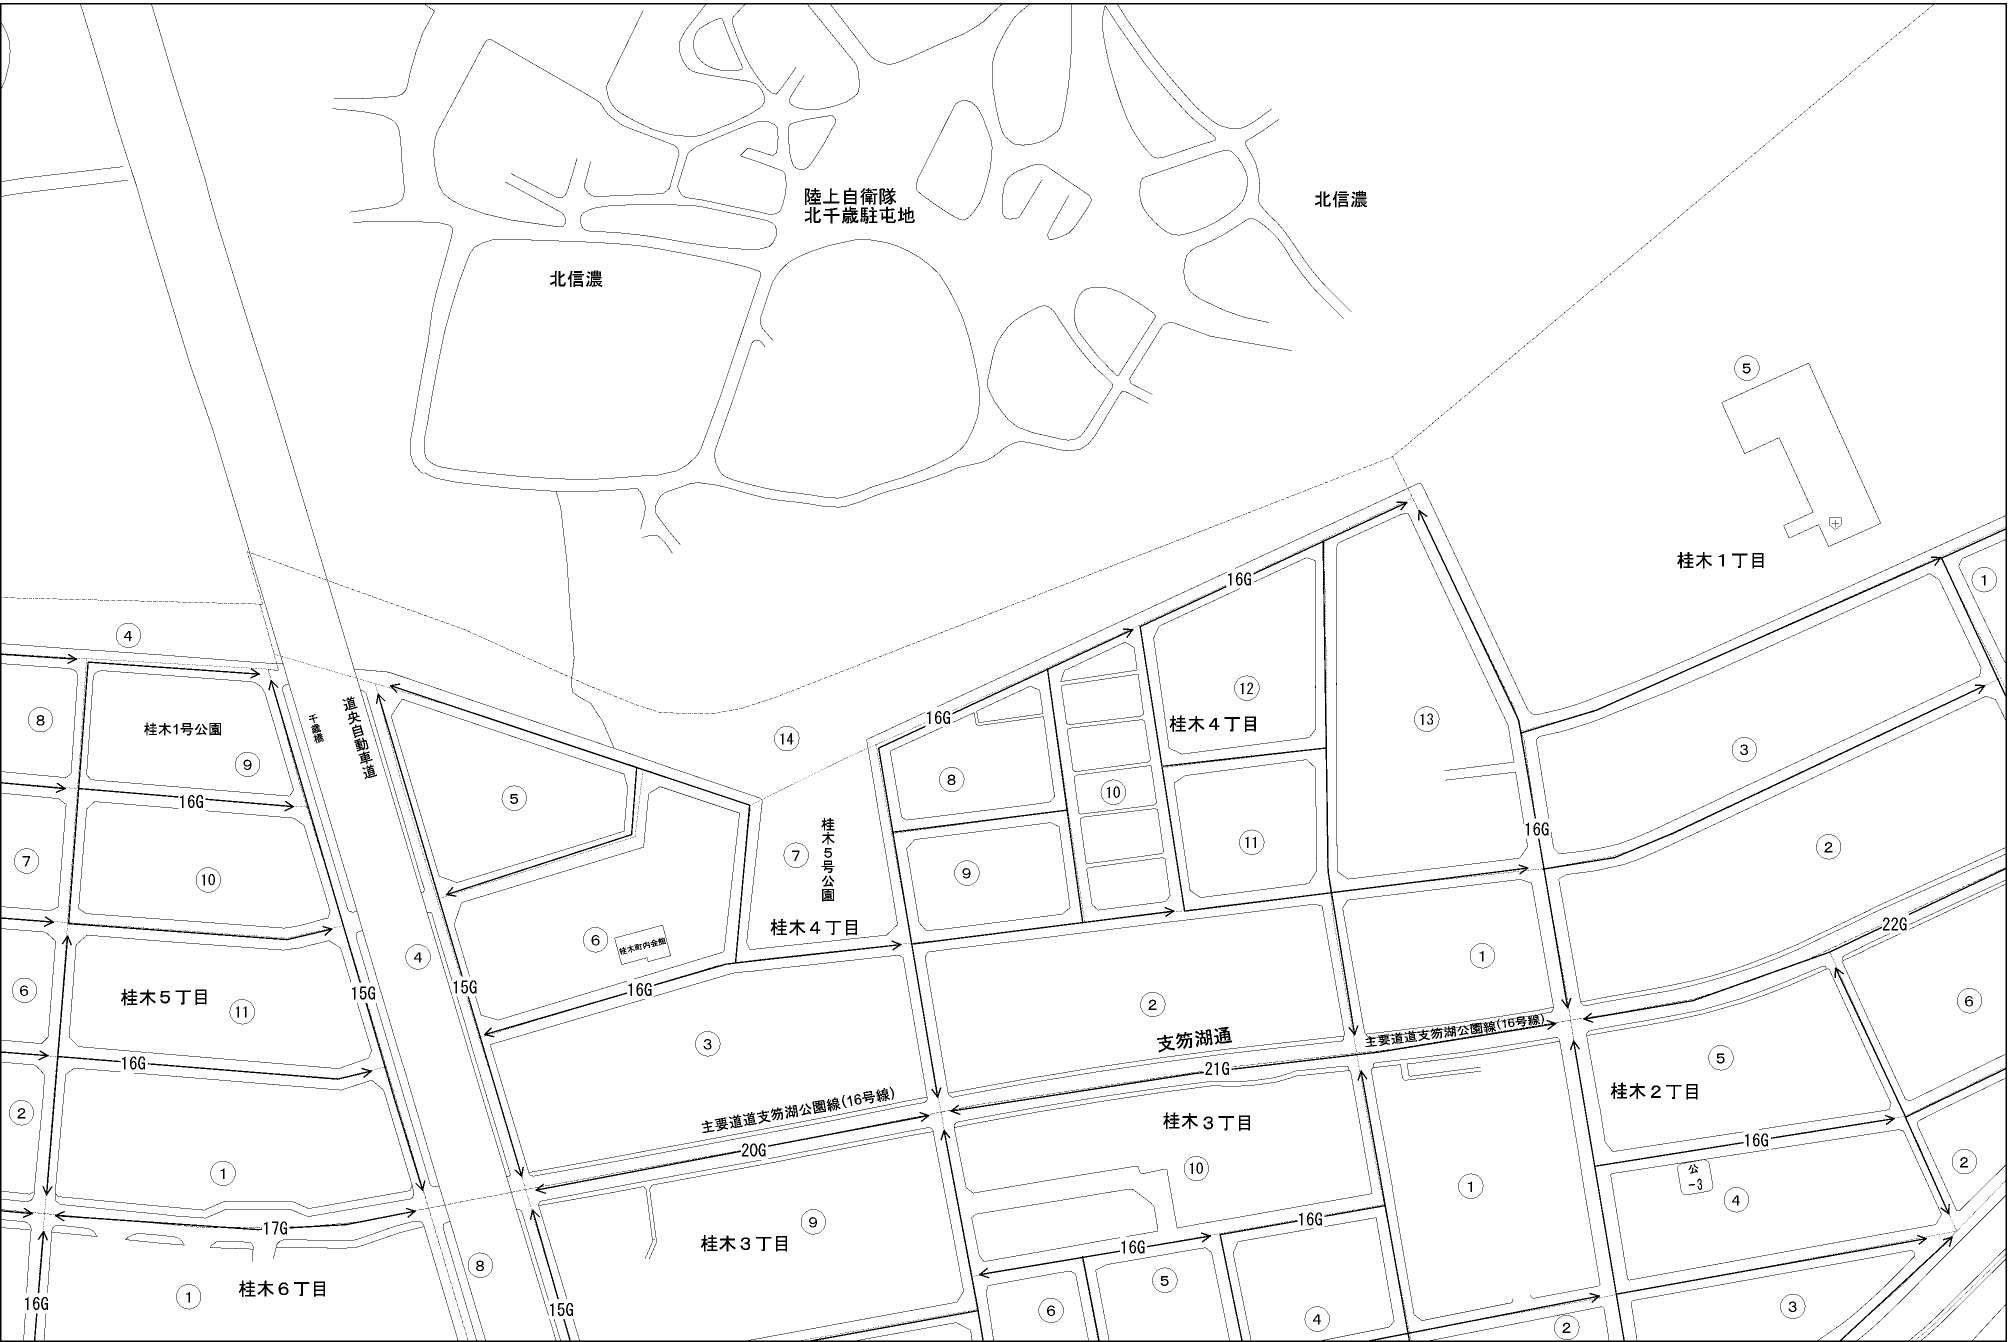 陸上自衛隊
北千歳駐屯地
北信濃
北信濃
5
桂木1丁目
1
16G
4
8
桂木1号公園
9
千歳橋
道央自動車道
5
14
16G
12
桂木4丁目
13
3
8
10
16G
7
桂木5号公園
16G
11
2
7
10
9
桂木4丁目
22G
6
桂木町内会館
4
1
6
桂木5丁目
11
15G
15G
16G
2
6
支笏湖通
主要道道支笏湖公園線(16号線)
3
5
16G
21G
桂木2丁目
2
主要道道支笏湖公園線(16号線)
桂木3丁目
16G
20G
10
公
-3
2
1
1
4
17G
9
16G
桂木3丁目
16G
8
5
桂木6丁目
1
16G
15G
6
4
2
3